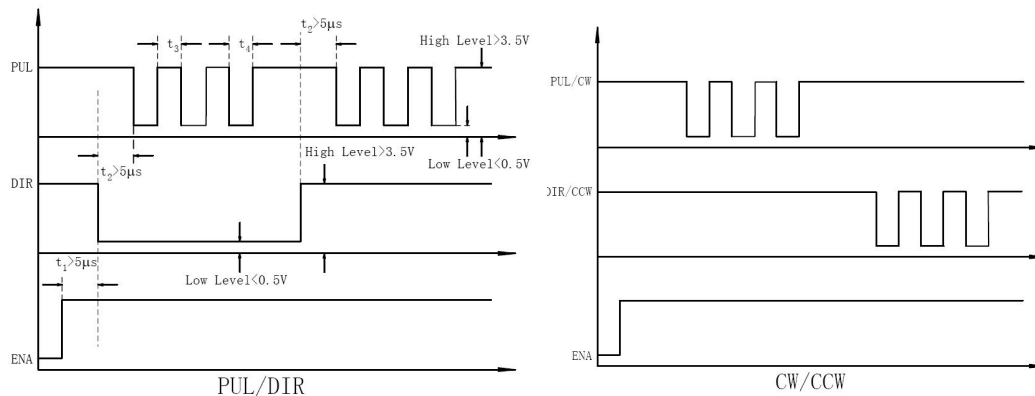 t₂>5μs
t₃
t₄
High Level>3.5V
PUL
Low Level<0.5V
t₂>5μs
High Level>3.5V
DIR
t₁>5μs
Low Level<0.5V
ENA
PUL/DIR
PUL/CW
DIR/CCW
ENA
CW/CCW